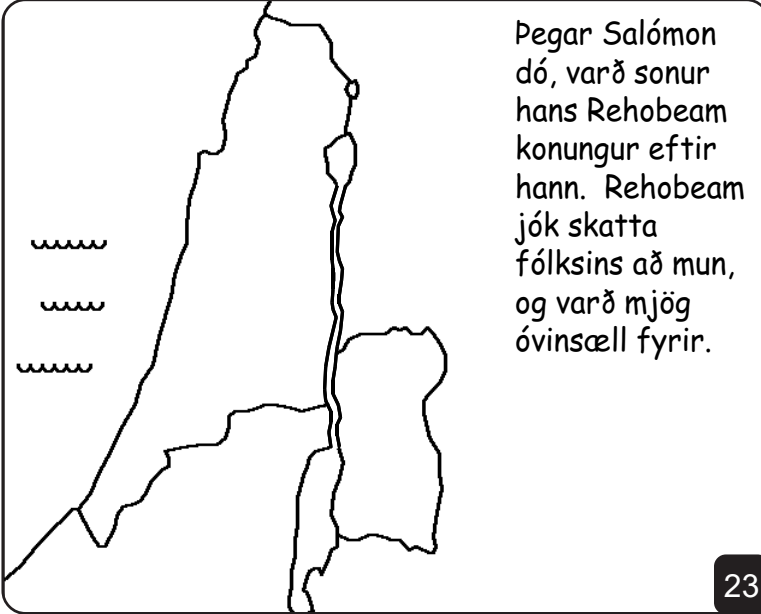 Þegar Salómon
dó, varð sonur
hans Rehobeam
konungur eftir
hann. Rehobeam
jók skatta
fólksins að mun,
og varð mjög
óvinsæll fyrir.
23